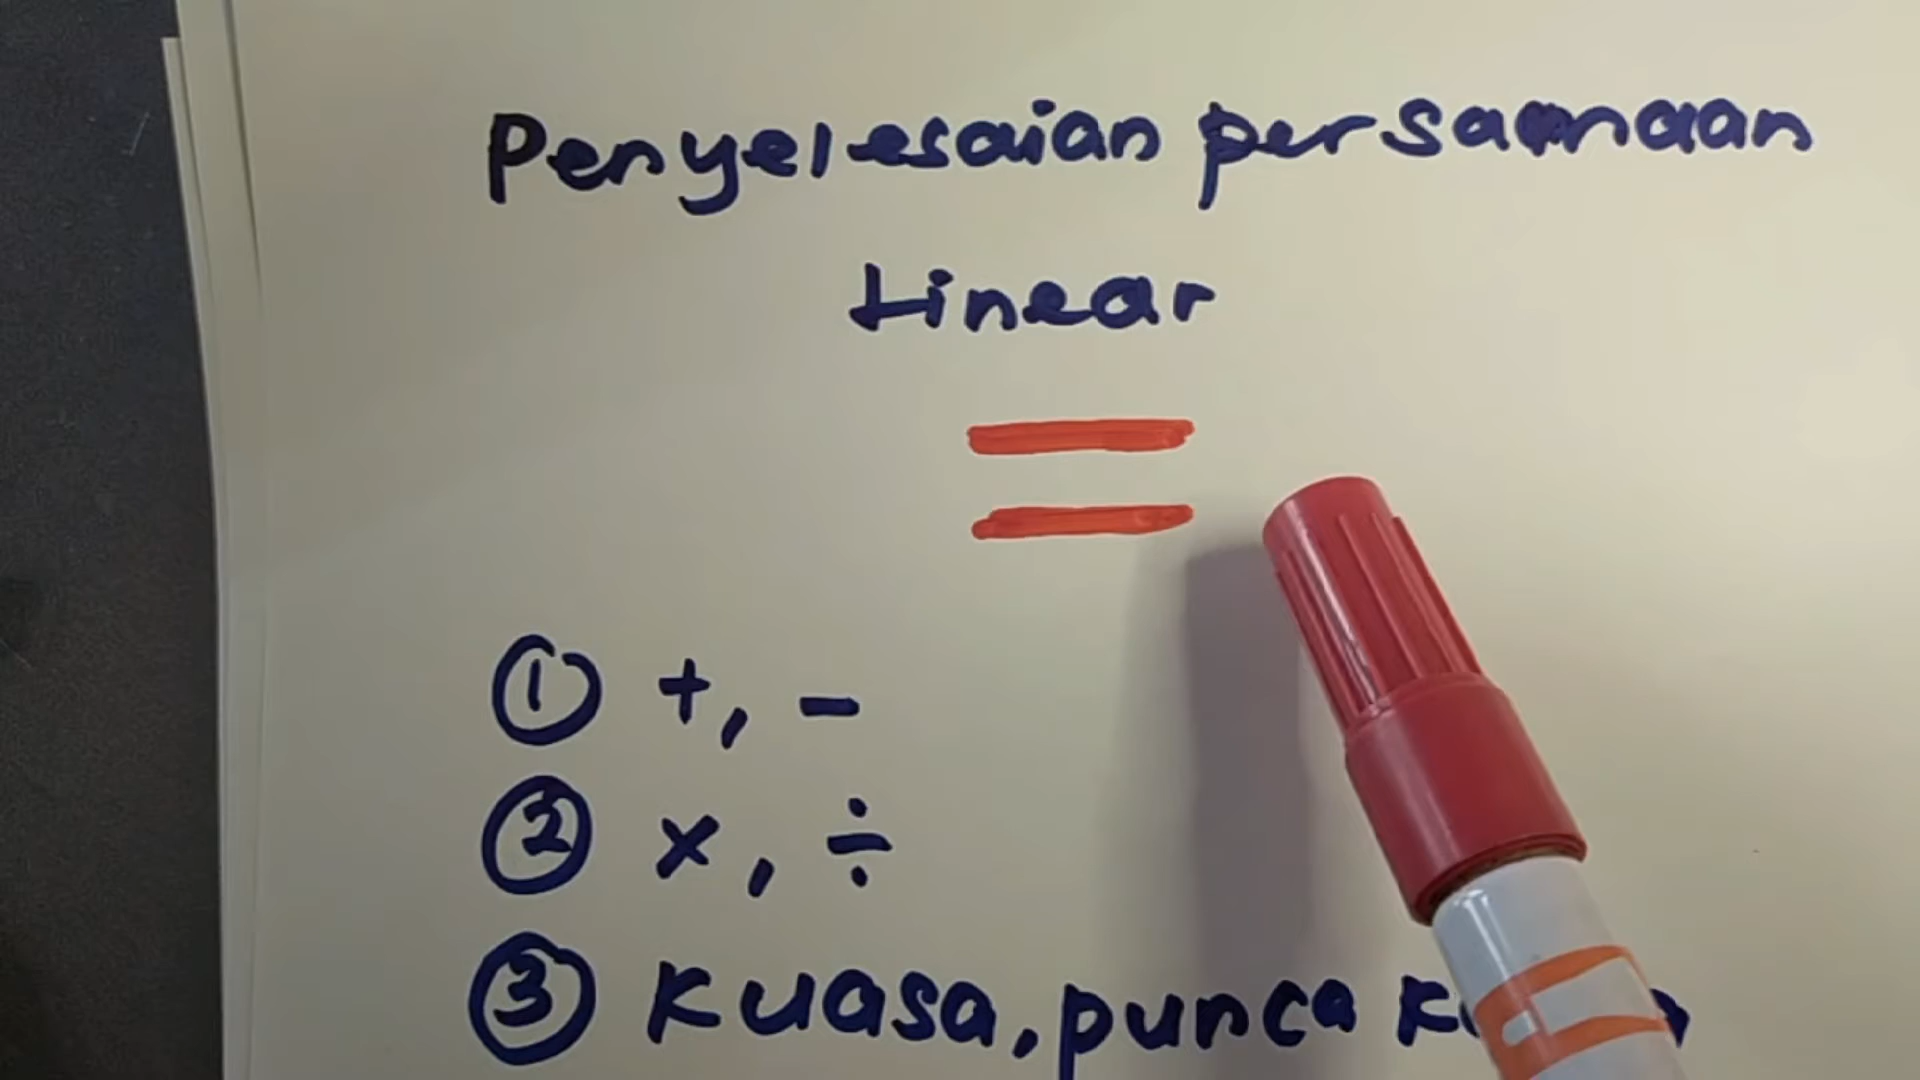 Penyelesaian persamaan
Linear
=
① +, -
② ×, ÷
③ Kuasa, punca